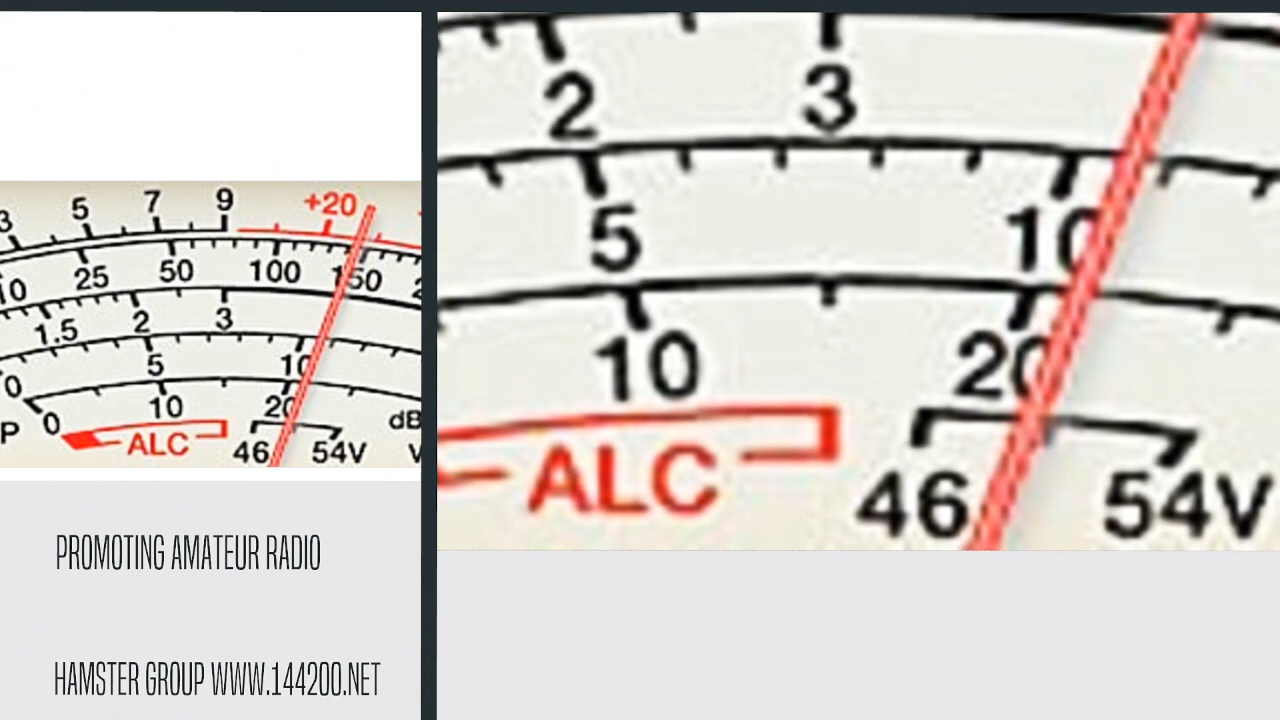 3 5 7 9 +20
10 25 50 100 150
1.5 2 3
0 5 10
0 10 20 dB
P ALC 46 54V V
PROMOTING AMATEUR RADIO
HAMSTER GROUP WWW.144200.NET
2 3
5 10
10 20
ALC 46 54V